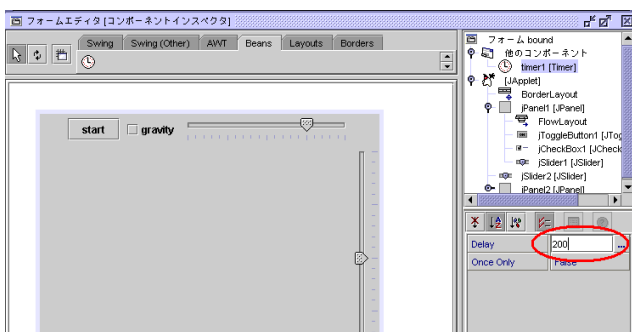 フォームエディタ [コンポーネントインスペクタ]
Swing Swing (Other) AWT Beans Layouts Borders
start gravity
フォーム bound
他のコンポーネント
timer1 [Timer]
[JApplet]
BorderLayout
jPanel1 [JPanel]
FlowLayout
jToggleButton1 [JTog
jCheckBox1 [JCheck
jSlider1 [JSlider]
jSlider2 [JSlider]
jPanel2 [JPanel]
Delay 200 ...
Once Only False